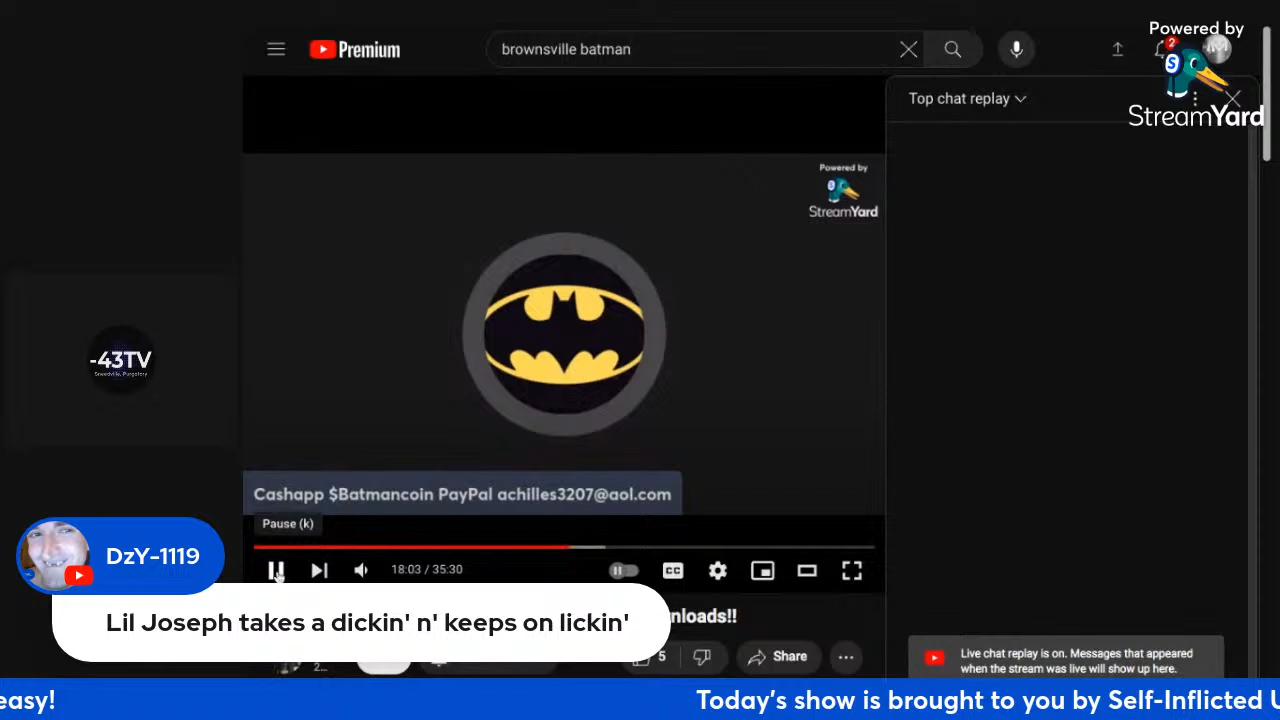 Powered by
StreamYard
Premium
brownsville batman
2
Top chat replay
Powered by
StreamYard
-43TV
Cashapp $Batmancoin PayPal achilles3207@aol.com
Pause (k)
18:03 / 35:30
CC
DzY-1119
Lil Joseph takes a dickin' n' keeps on lickin'
nloads!!
2...
5
Share
Live chat replay is on. Messages that appeared
when the stream was live will show up here.
easy!
Today's show is brought to you by Self-Inflicted